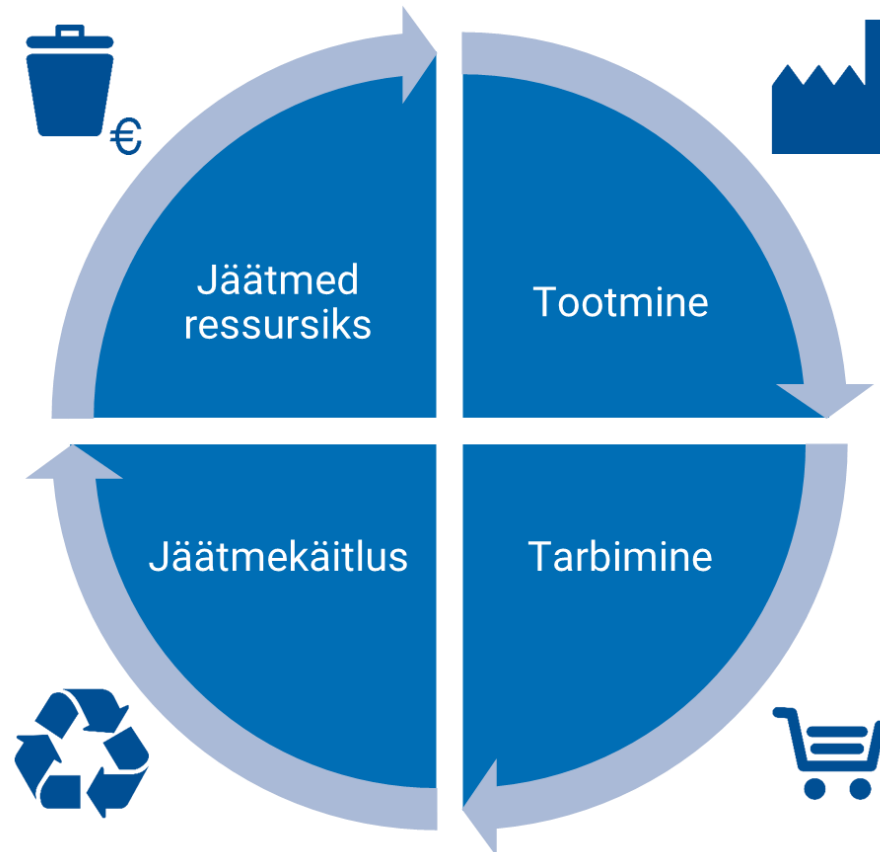 €
Jäätmed
ressursiks
Tootmine
Jäätmekäitlus
Tarbimine